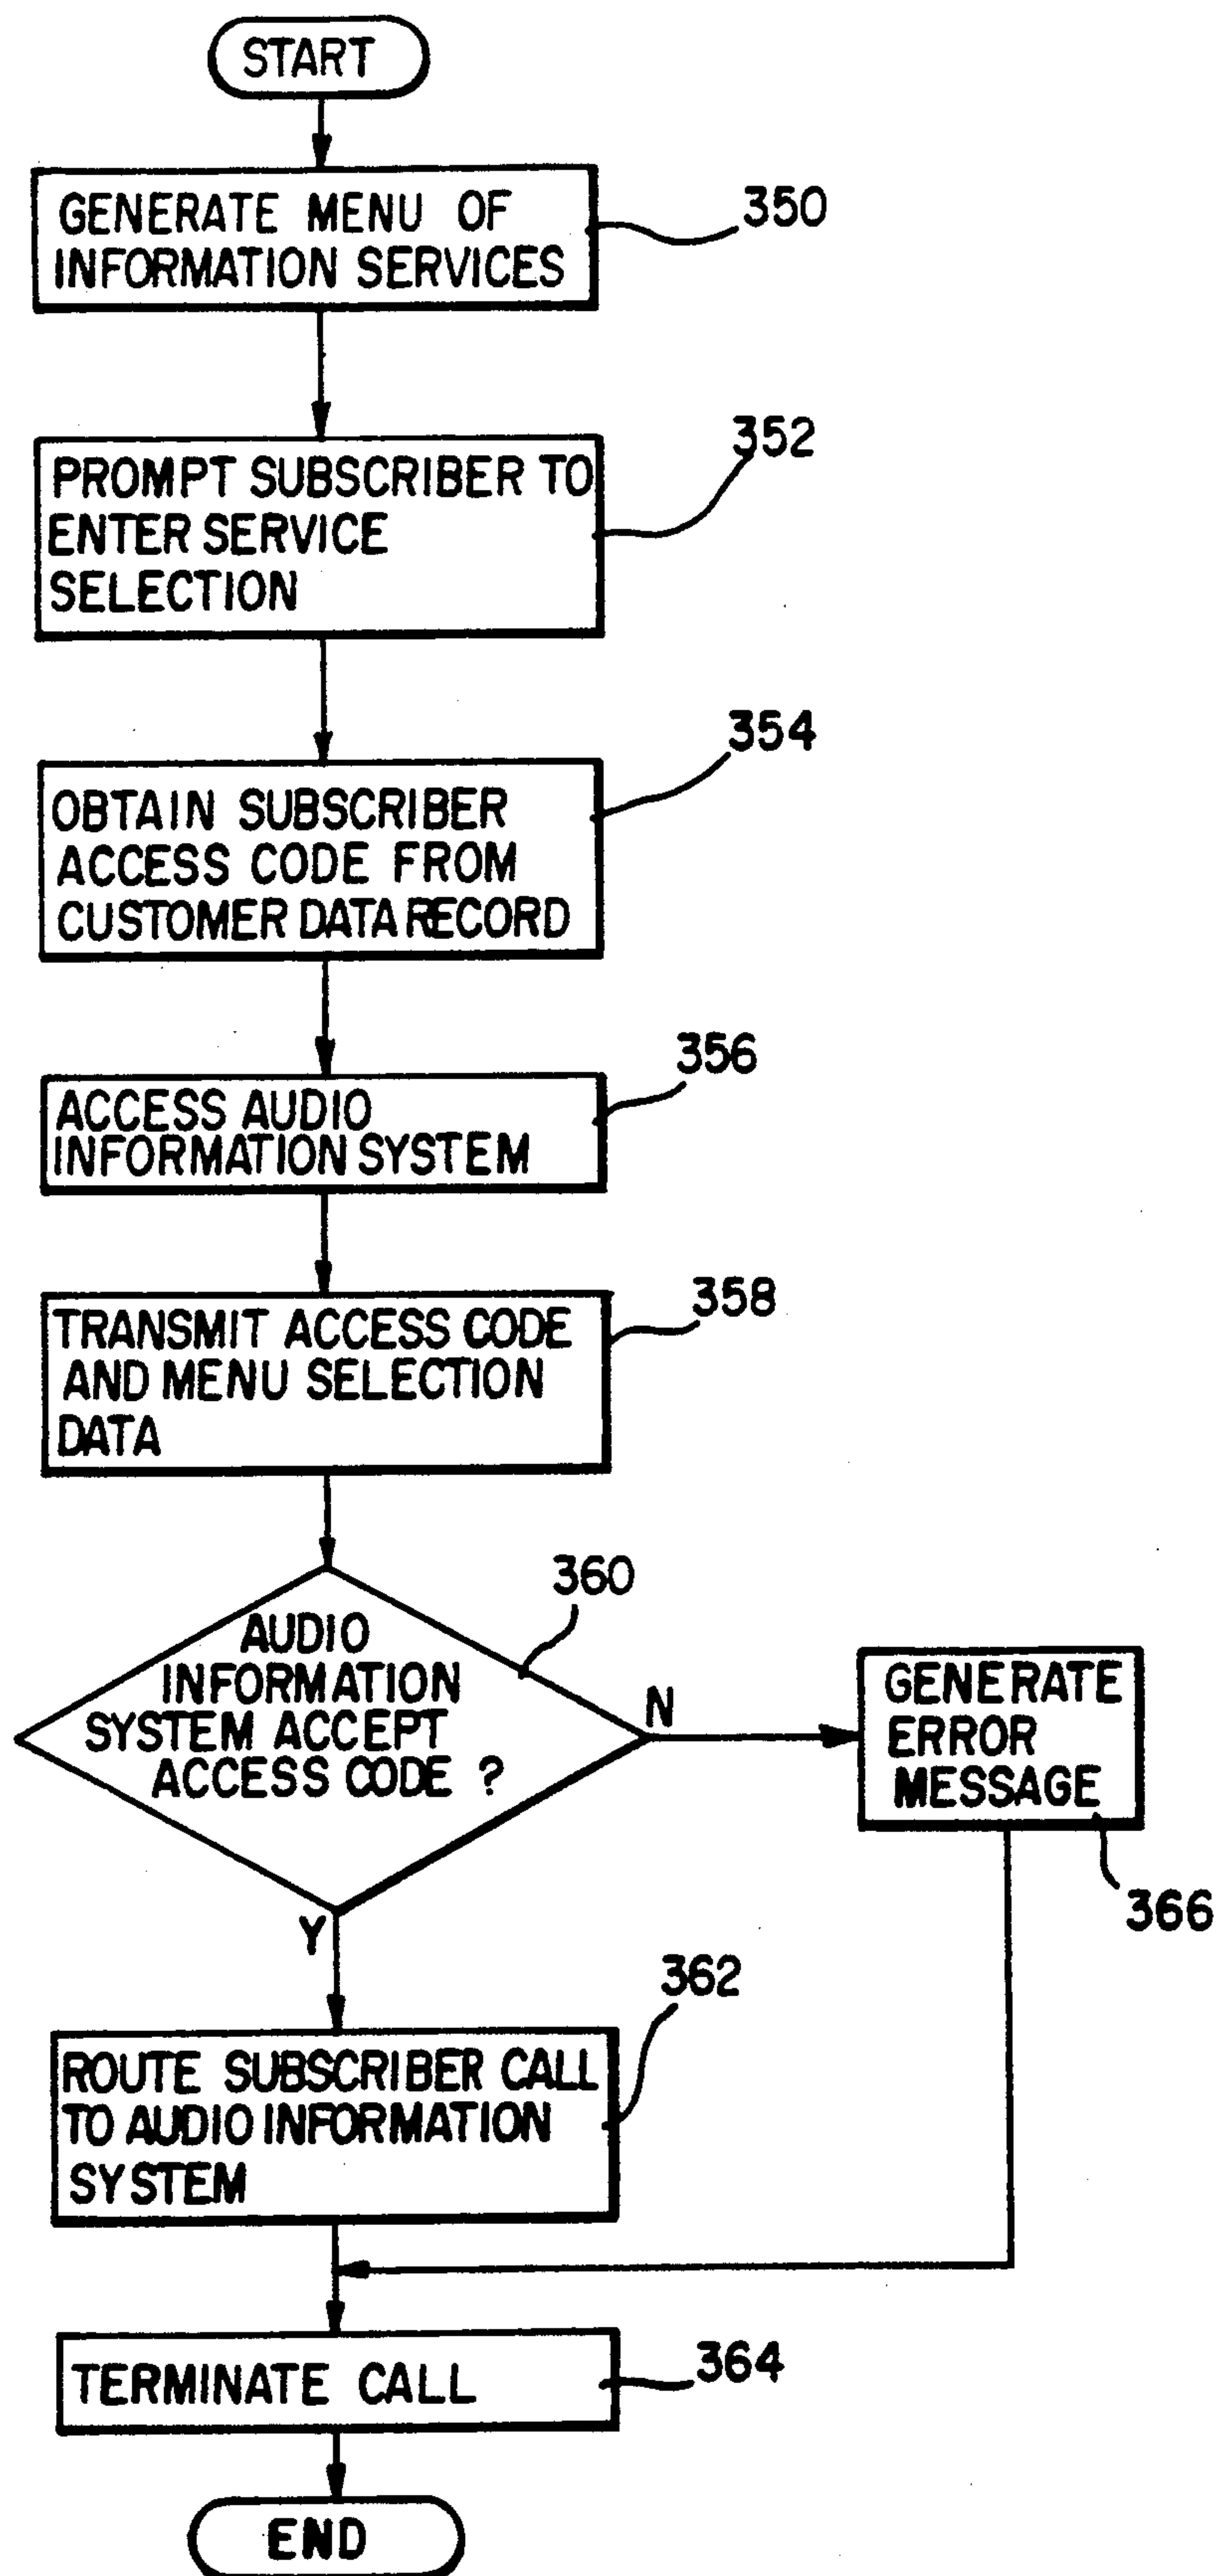 START
GENERATE MENU OF
INFORMATION SERVICES
350
PROMPT SUBSCRIBER TO
ENTER SERVICE
SELECTION
352
OBTAIN SUBSCRIBER
ACCESS CODE FROM
CUSTOMER DATA RECORD
354
ACCESS AUDIO
INFORMATION SYSTEM
356
TRANSMIT ACCESS CODE
AND MENU SELECTION
DATA
358
AUDIO
INFORMATION
SYSTEM ACCEPT
ACCESS CODE ?
360
N
GENERATE
ERROR
MESSAGE
366
Y
ROUTE SUBSCRIBER CALL
TO AUDIO INFORMATION
SYSTEM
362
TERMINATE CALL
364
END